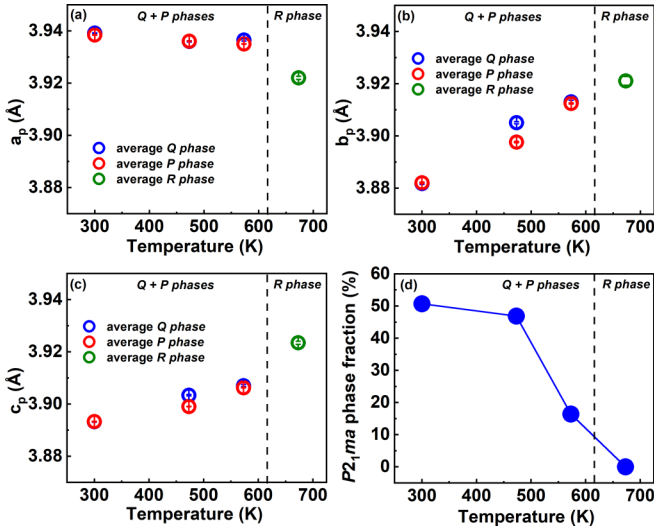 (a)
Q + P phases
R phase
3.94
3.92
3.90
3.88
aₚ (Å)
average Q phase
average P phase
average R phase
300
400
500
600
700
Temperature (K)
(b)
Q + P phases
R phase
3.94
3.92
3.90
3.88
bₚ (Å)
average Q phase
average P phase
average R phase
300
400
500
600
700
Temperature (K)
(c)
Q + P phases
R phase
3.94
3.92
3.90
3.88
cₚ (Å)
average Q phase
average P phase
average R phase
300
400
500
600
700
Temperature (K)
(d)
Q + P phases
R phase
60
50
40
30
20
10
0
P2₁ma phase fraction (%)
300
400
500
600
700
Temperature (K)